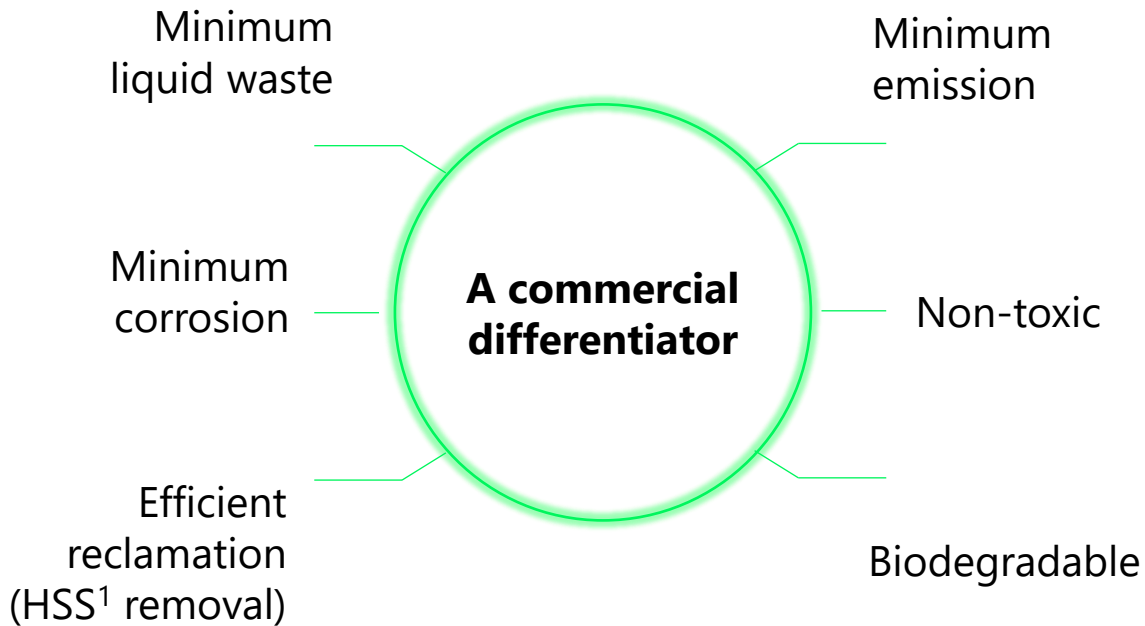 Minimum
liquid waste
Minimum
emission
Minimum
corrosion
A commercial
differentiator
Non-toxic
Efficient
reclamation
(HSS¹ removal)
Biodegradable